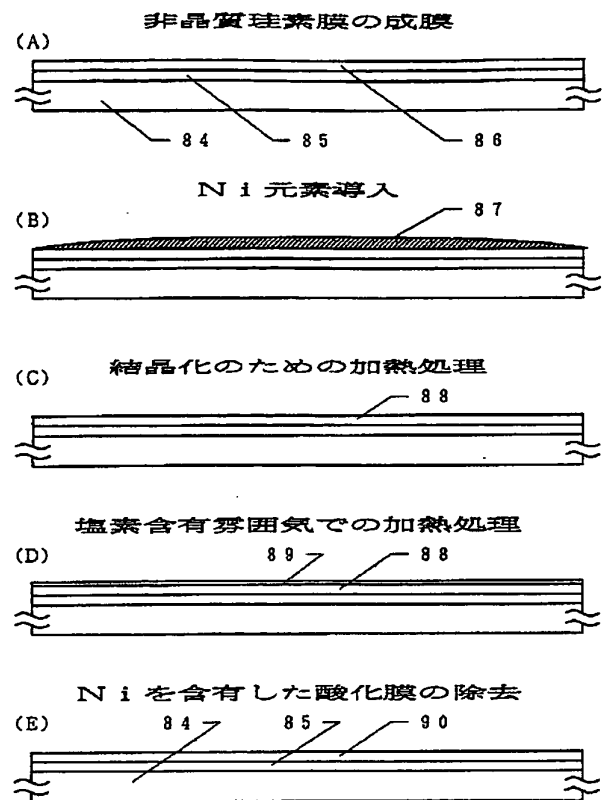 非晶質珪素膜の成膜
(A)
84 85 86
Ni元素導入
(B)
87
結晶化のための加熱処理
(C)
88
塩素含有雰囲気での加熱処理
(D)
89 88
Niを含有した酸化膜の除去
(E)
84 85 90